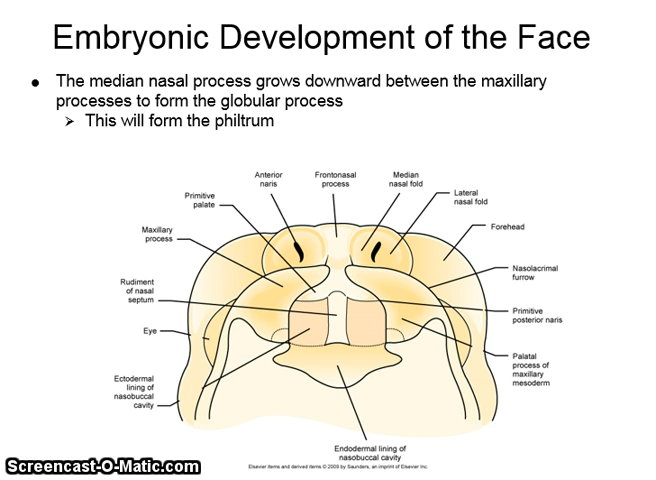 Embryonic Development of the Face
● The median nasal process grows downward between the maxillary
processes to form the globular process
➢ This will form the philtrum
Anterior
naris
Frontonasal
process
Median
nasal fold
Lateral
nasal fold
Primitive
palate
Forehead
Maxillary
process
Nasolacrimal
furrow
Rudiment
of nasal
septum
Primitive
posterior naris
Eye
Palatal
process of
maxillary
mesoderm
Ectodermal
lining of
nasobuccal
cavity
Endodermal lining of
nasobuccal cavity
Elsevier items and derived items © 2009 by Saunders, an imprint of Elsevier Inc.
Screencast-O-Matic.com